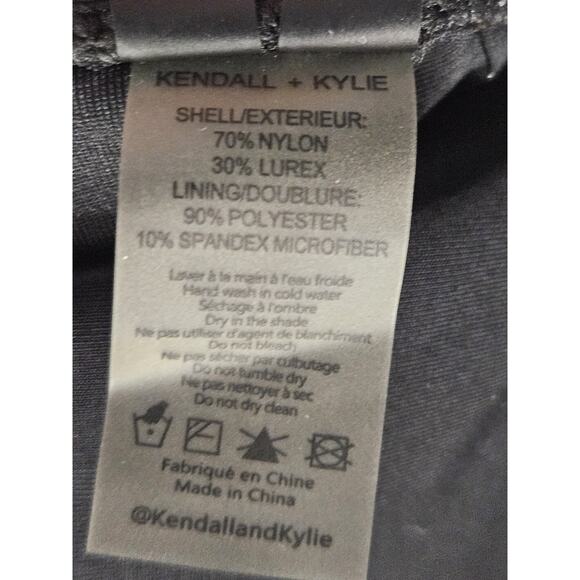 KENDALL + KYLIE
SHELL/EXTERIEUR:
70% NYLON
30% LUREX
LINING/DOUBLURE:
90% POLYESTER
10% SPANDEX MICROFIBER
Laver à la main à l'eau froide
Hand wash in cold water
Séchage à l'ombre
Dry in the shade
Ne pas utiliser d'agent de blanchiment
Do not bleach
Ne pas sécher par culbutage
Do not tumble dry
Ne pas nettoyer à sec
Do not dry clean
Fabriqué en Chine
Made in China
@KendallandKylie